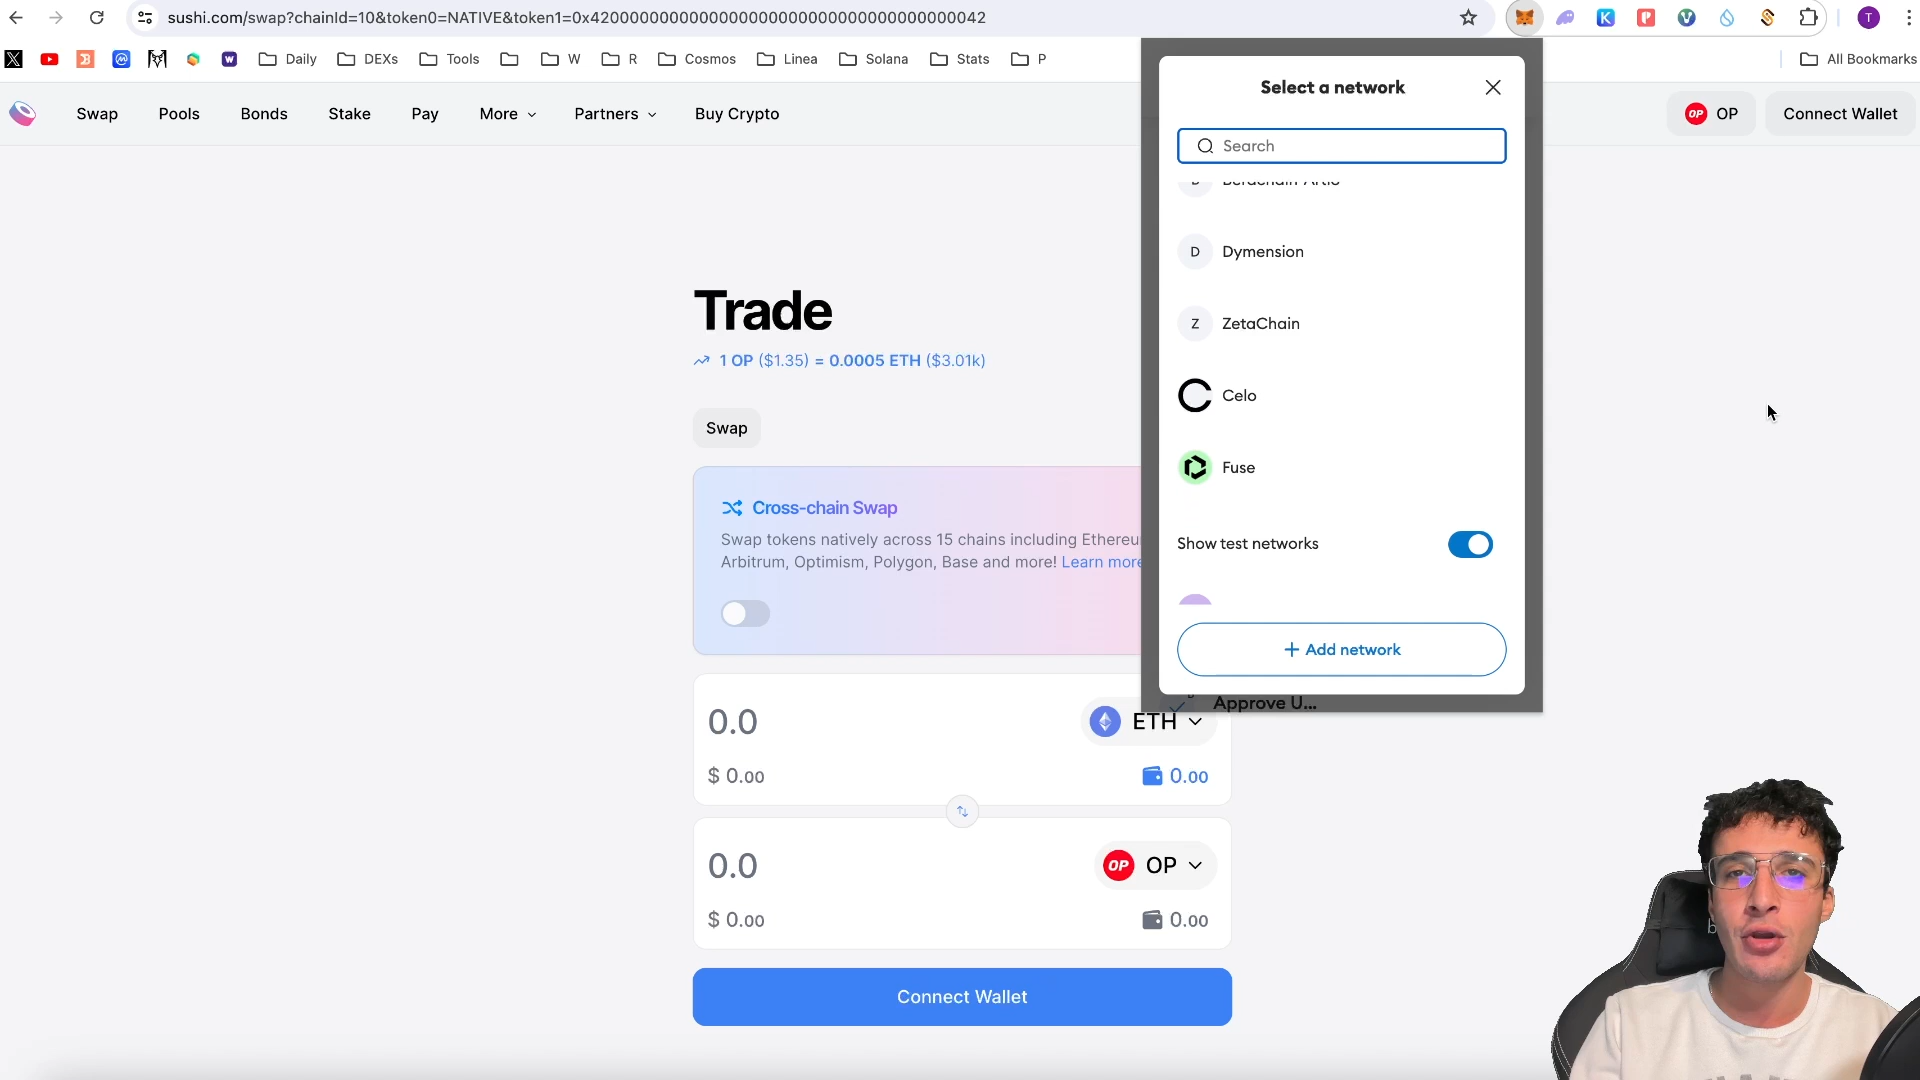 sushi.com/swap?chainId=10&token0=NATIVE&token1=0x4200000000000000000000000000000000000042
T
Daily
DEXs
Tools
W
R
Cosmos
Linea
Solana
Stats
P
All Bookmarks
Swap
Pools
Bonds
Stake
Pay
More
Partners
Buy Crypto
OP OP
Connect Wallet
Select a network
Search
Berachain Artio
D Dymension
Z ZetaChain
Celo
Fuse
Show test networks
+ Add network
Trade
1 OP ($1.35) = 0.0005 ETH ($3.01k)
Swap
Cross-chain Swap
Swap tokens natively across 15 chains including
Arbitrum, Optimism, Polygon, Base and more! Learn more
Approve U...
0.0
ETH
$ 0.00
0.00
0.0
OP OP
$ 0.00
0.00
Connect Wallet